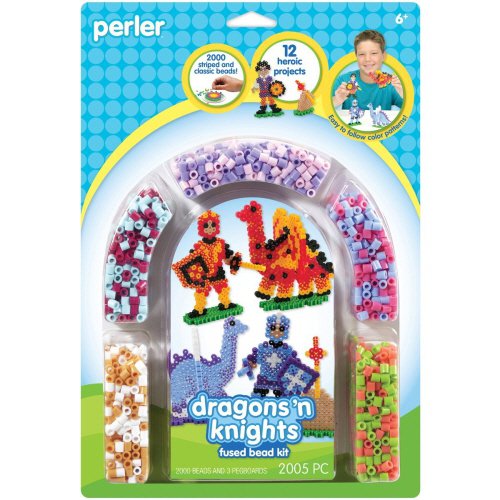 perler
6+
2000
striped and
classic beads!
12
heroic
projects
Easy to follow color patterns!
dragons 'n
knights
fused bead kit
2000 BEADS AND 3 PEGBOARDS 2005 PC